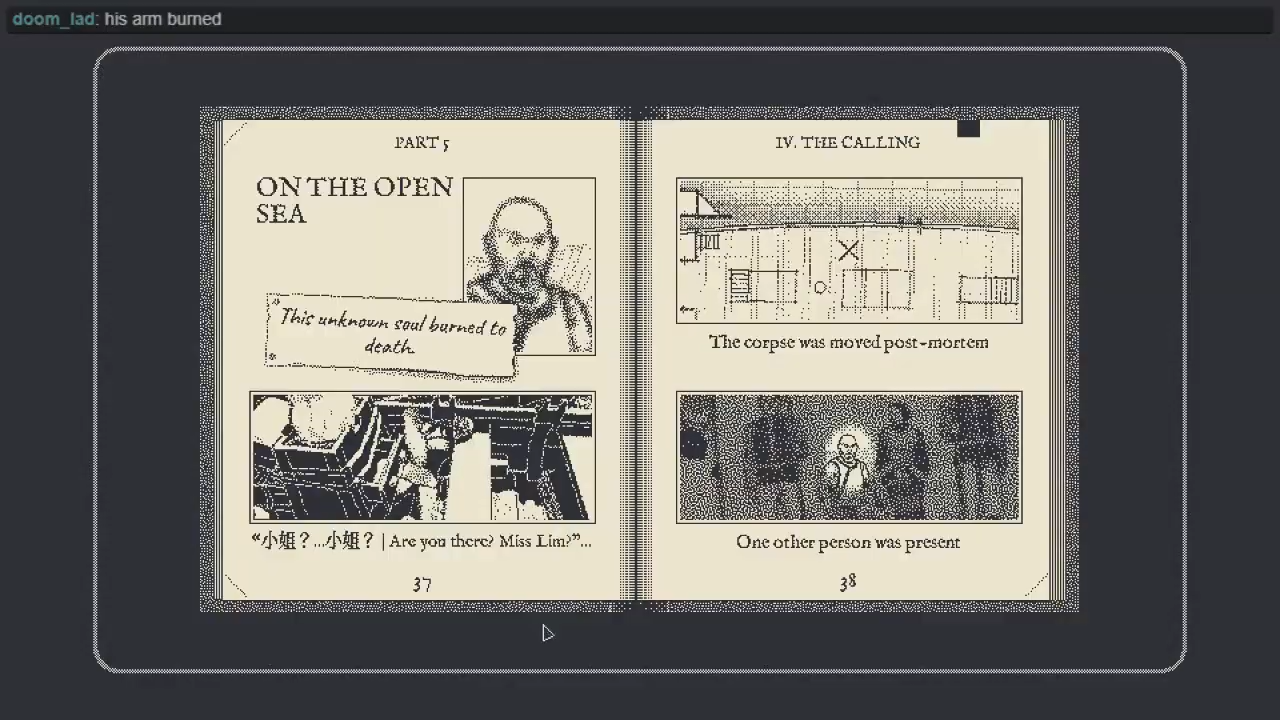 doom_lad: his arm burned
PART 5
ON THE OPEN
SEA
This unknown soul burned to
death.
“小姐？...小姐？ | Are you there? Miss Lim?”...
37
IV. THE CALLING
The corpse was moved post-mortem
One other person was present
38